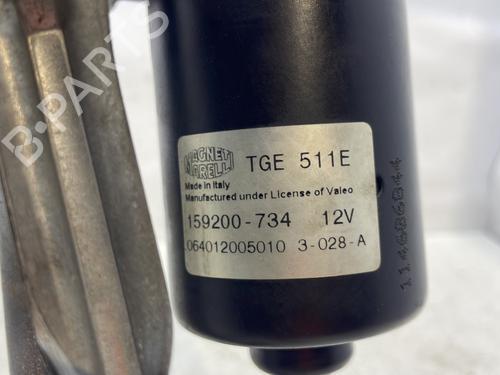 B-PARTS
MAGNETI
MARELLI
TGE 511E
Made in Italy
Manufactured under License of Valeo
159200-734 12V
064012005010 3-028-A